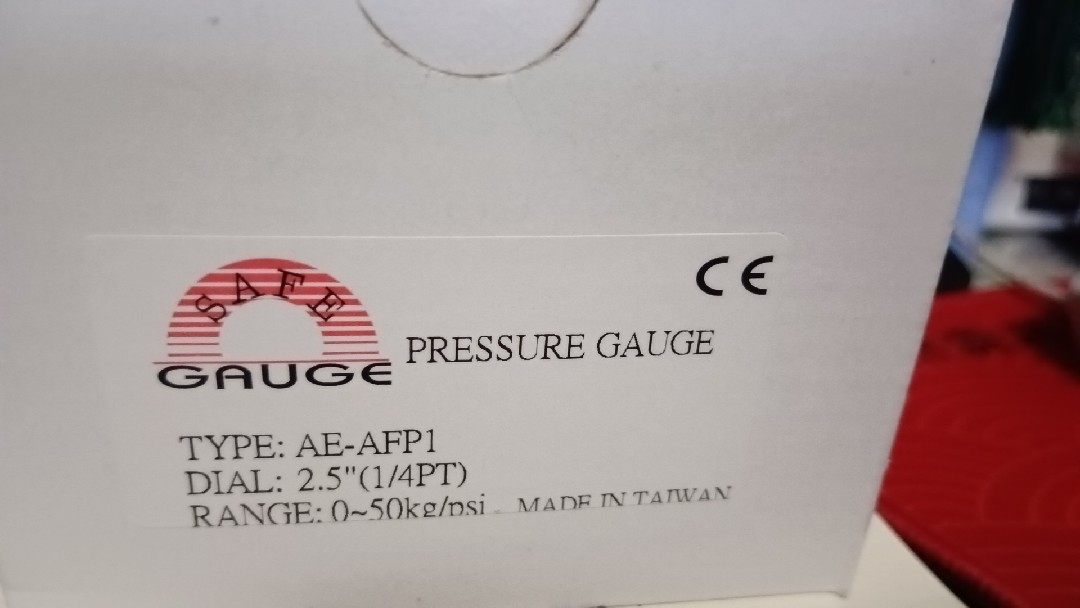 SAFE
GAUGE
CE
PRESSURE GAUGE
TYPE: AE-AFP1
DIAL: 2.5"(1/4PT)
RANGE: 0~50kg/psi
MADE IN TAIWAN